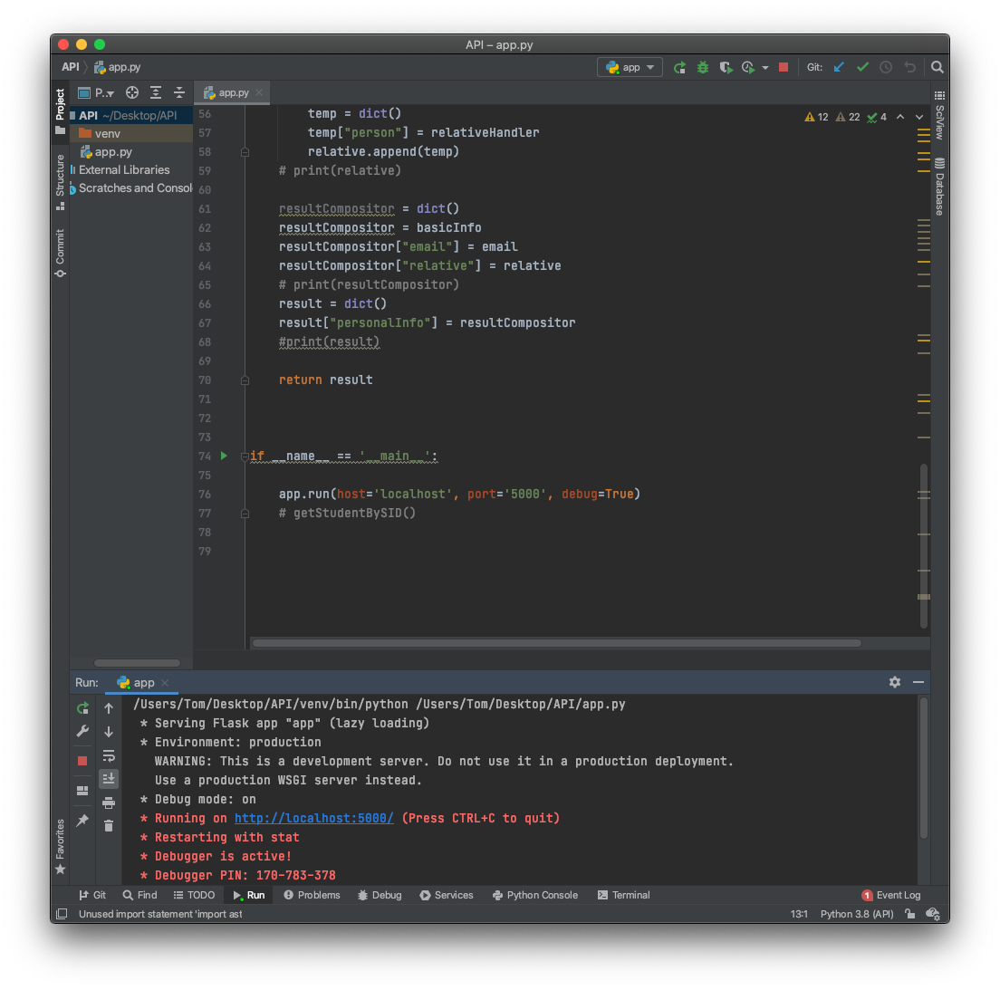 API – app.py
API app.py
app
Git:
Project
P..
app.py
API ~/Desktop/API
venv
app.py
External Libraries
Scratches and Consol
Structure
Commit
Favorites
12 22 4
SciView
Database
56 temp = dict()
57 temp["person"] = relativeHandler
58 relative.append(temp)
59 # print(relative)
60
61 resultCompositor = dict()
62 resultCompositor = basicInfo
63 resultCompositor["email"] = email
64 resultCompositor["relative"] = relative
65 # print(resultCompositor)
66 result = dict()
67 result["personalInfo"] = resultCompositor
68 #print(result)
69
70 return result
71
72
73
74 if __name__ == '__main__':
75
76 app.run(host='localhost', port='5000', debug=True)
77 # getStudentBySID()
78
79
Run: app
/Users/Tom/Desktop/API/venv/bin/python /Users/Tom/Desktop/API/app.py
* Serving Flask app "app" (lazy loading)
* Environment: production
WARNING: This is a development server. Do not use it in a production deployment.
Use a production WSGI server instead.
* Debug mode: on
* Running on http://localhost:5000/ (Press CTRL+C to quit)
* Restarting with stat
* Debugger is active!
* Debugger PIN: 170-783-378
Git Find TODO Run Problems Debug Services Python Console Terminal 1 Event Log
Unused import statement 'import ast 13:1 Python 3.8 (API)